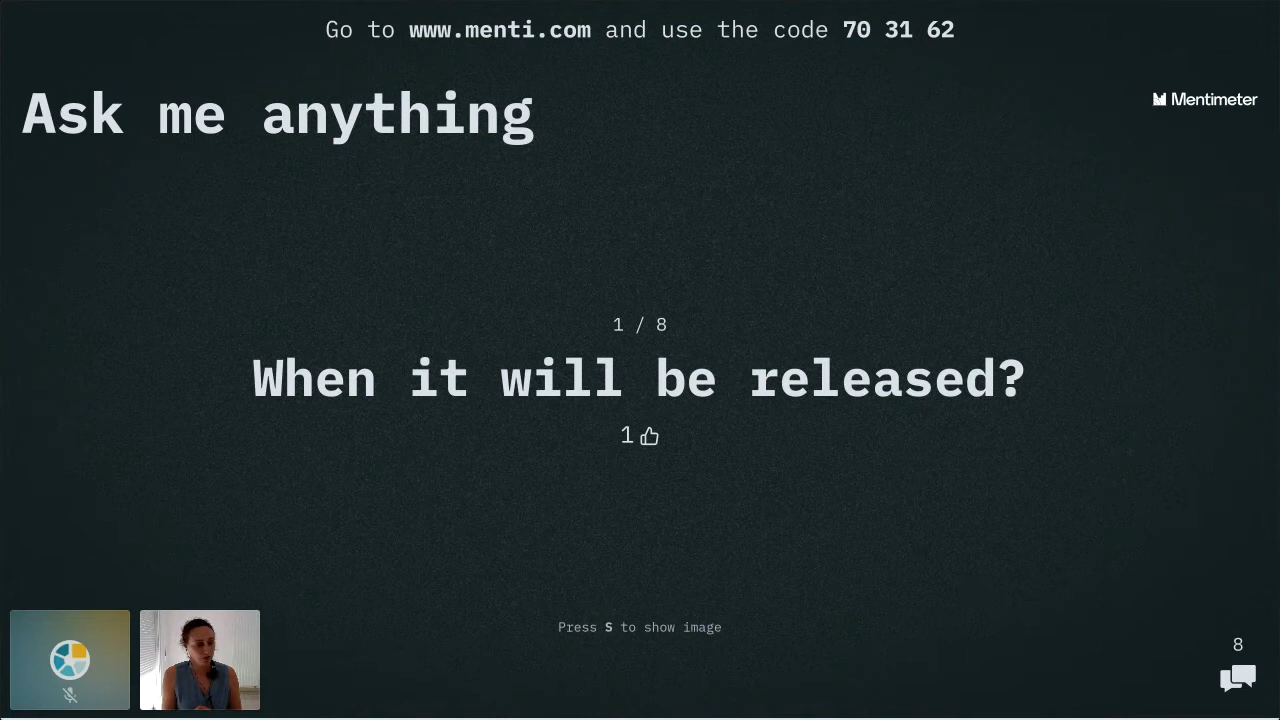 Go to www.menti.com and use the code 70 31 62
Ask me anything
Mentimeter
1 / 8
When it will be released?
1
Press S to show image
8